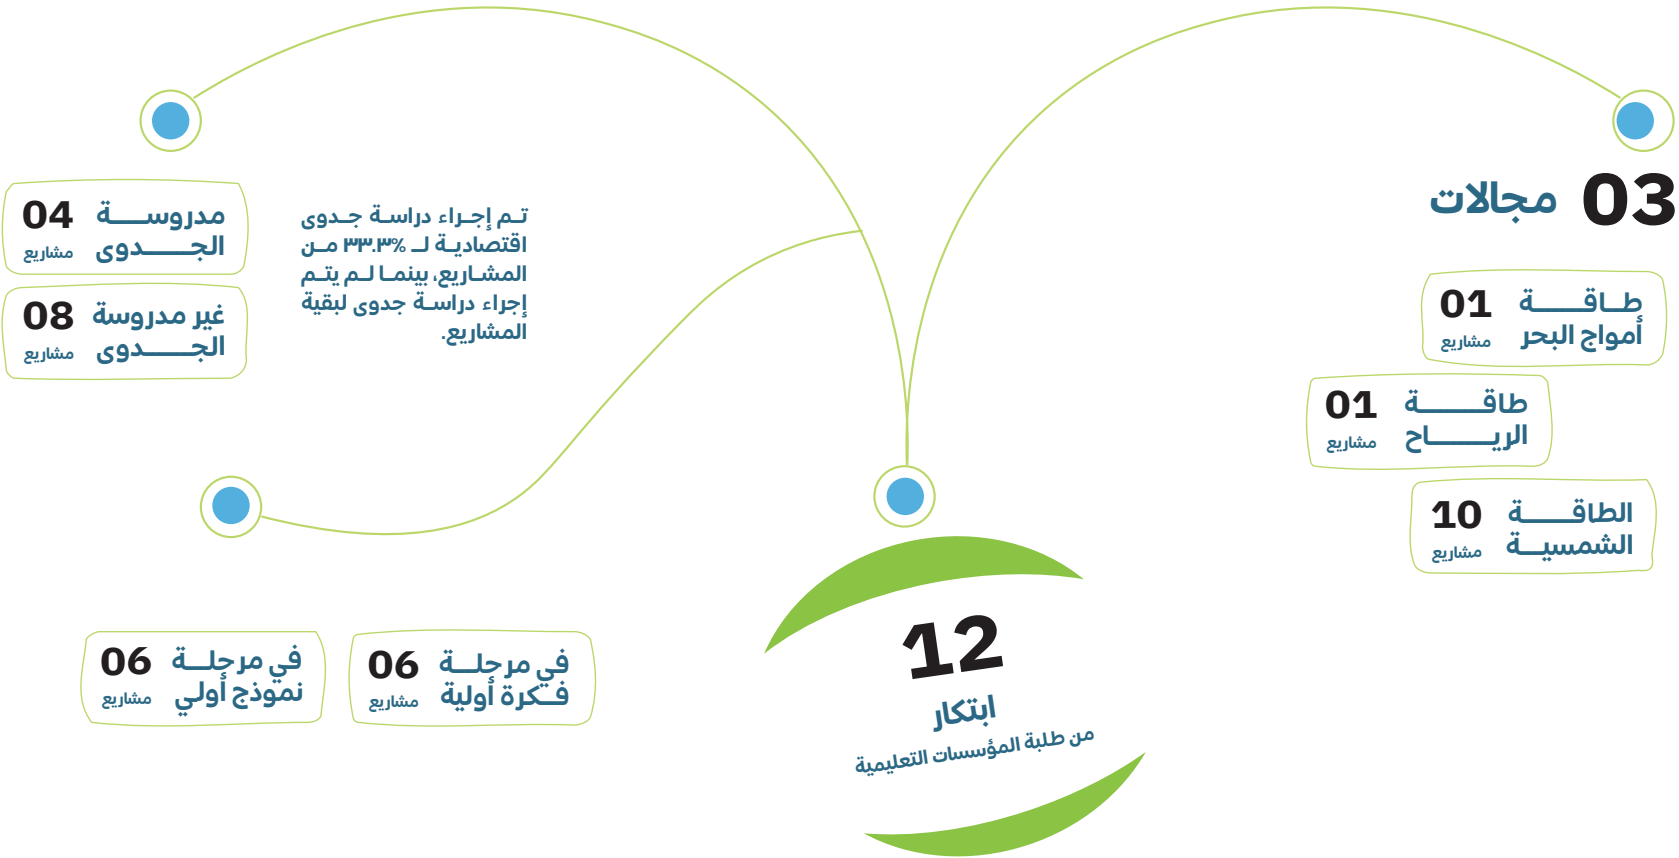 03 مجالات
طاقة
أمواج البحر
01
مشاريع
طاقة
الرياح
01
مشاريع
الطاقة
الشمسية
10
مشاريع
12
ابتكار
من طلبة المؤسسات التعليمية
تم إجراء دراسة جدوى
اقتصادية لـ ٣٣.٣% من
المشاريع، بينما لم يتم
إجراء دراسة جدوى لبقية
المشاريع.
مدروسة
الجدوى
04
مشاريع
غير مدروسة
الجدوى
08
مشاريع
في مرحلة
فكرة أولية
06
مشاريع
في مرحلة
نموذج أولي
06
مشاريع